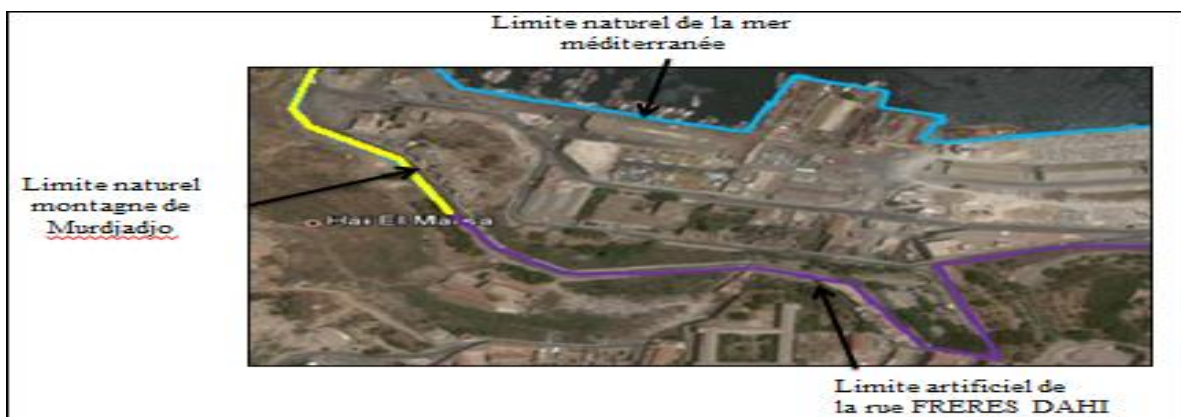 Limite naturel de la mer
méditerranée
Limite naturel
montagne de
Murdjadjo
Hai El Marsa
Limite artificiel de
la rue FRERES DAHI